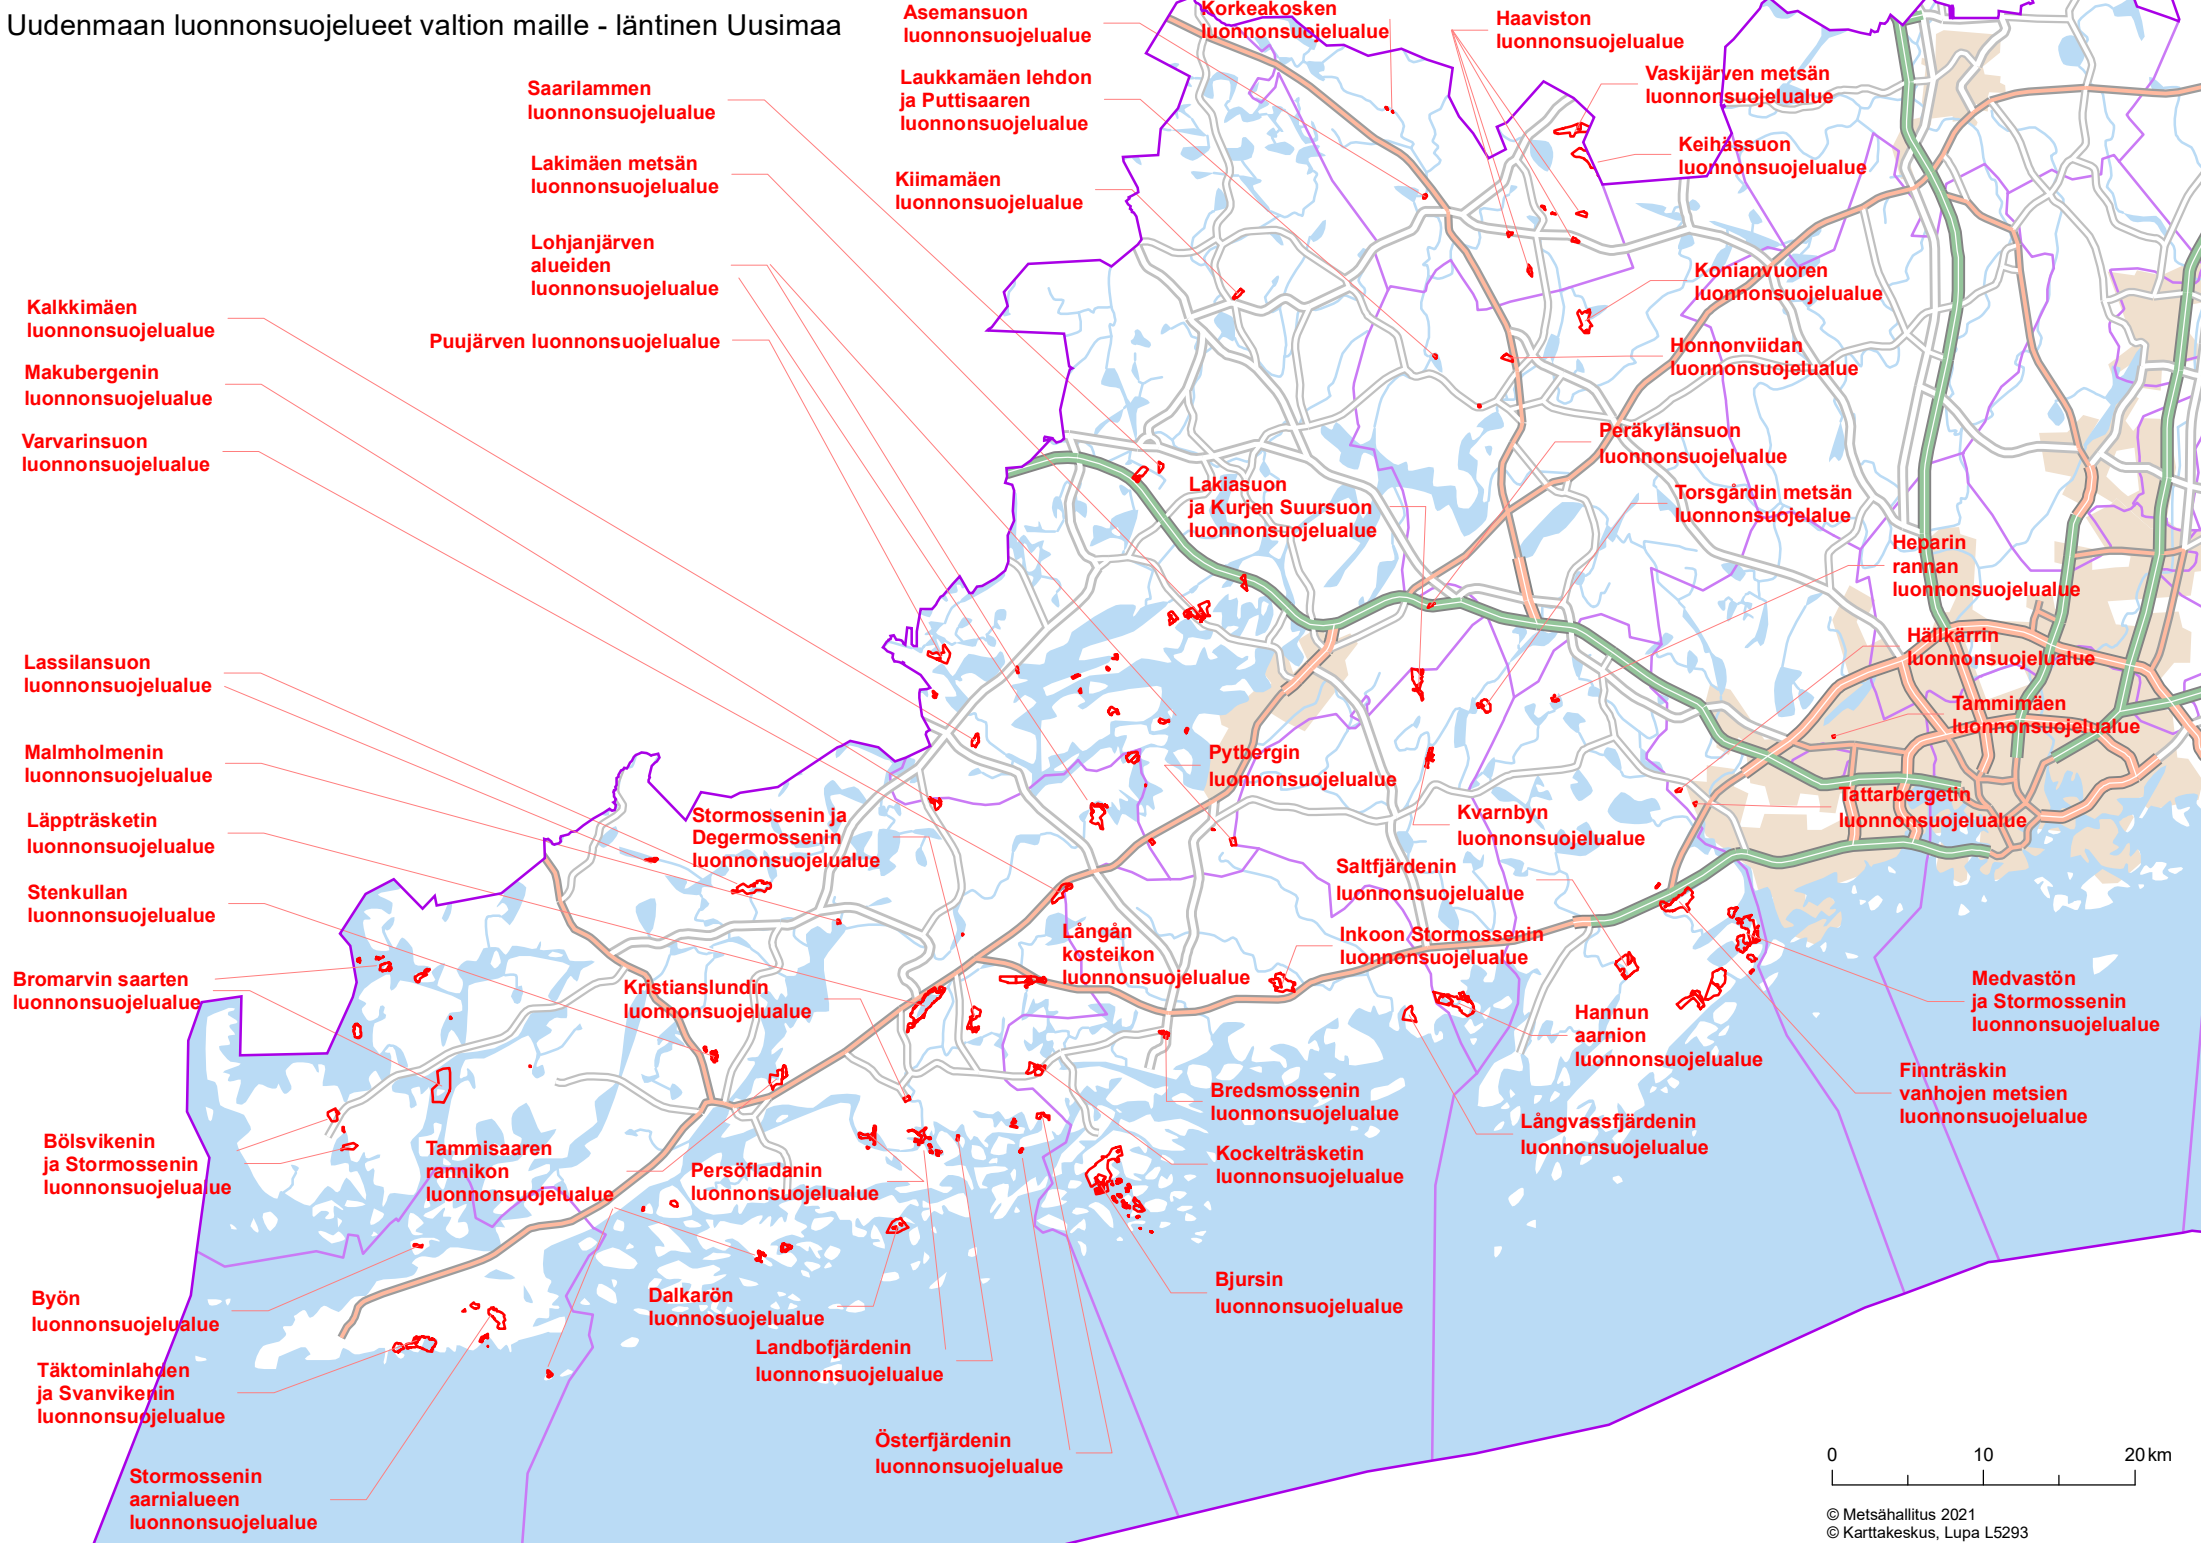 Uudenmaan luonnonsuojelueet valtion maille - läntinen Uusimaa
Asemansuon
luonnonsuojelualue
Korkeakosken
luonnonsuojelualue
Haaviston
luonnonsuojelualue
Saarilammen
luonnonsuojelualue
Laukkamäen lehdon
ja Puttisaaren
luonnonsuojelualue
Vaskijärven metsän
luonnonsuojelualue
Lakimäen metsän
luonnonsuojelualue
Kiimamäen
luonnonsuojelualue
Keihässuon
luonnonsuojelualue
Lohjanjärven
alueiden
luonnonsuojelualue
Konianvuoren
luonnonsuojelualue
Kalkkimäen
luonnonsuojelualue
Puujärven luonnonsuojelualue
Honnonviidan
luonnonsuojelualue
Makubergenin
luonnonsuojelualue
Varvarinsuon
luonnonsuojelualue
Peräkylänsuon
luonnonsuojelualue
Lakiasuon
ja Kurjen Suursuon
luonnonsuojelualue
Torsgårdin metsän
luonnonsuojelalue
Heparin
rannan
luonnonsuojelualue
Hällkärrin
luonnonsuojelualue
Lassilansuon
luonnonsuojelualue
Tammimäen
luonnonsuojelualue
Malmholmenin
luonnonsuojelualue
Pytbergin
luonnonsuojelualue
Tattarbergetin
luonnonsuojelualue
Läppträsketin
luonnonsuojelualue
Stormossenin ja
Degermossenin
luonnonsuojelualue
Kvarnbyn
luonnonsuojelualue
Saltfjärdenin
luonnonsuojelualue
Stenkullan
luonnonsuojelualue
Långån
kosteikon
luonnonsuojelualue
Inkoon Stormossenin
luonnonsuojelualue
Bromarvin saarten
luonnonsuojelualue
Kristianslundin
luonnonsuojelualue
Medvastön
ja Stormossenin
luonnonsuojelualue
Hannun
aarnion
luonnonsuojelualue
Finnträskin
vanhojen metsien
luonnonsuojelualue
Bredsmossenin
luonnonsuojelualue
Långvassfjärdenin
luonnonsuojelualue
Bölsvikenin
ja Stormossenin
luonnonsuojelualue
Tammisaaren
rannikon
luonnonsuojelualue
Persöfladanin
luonnonsuojelualue
Kockelträsketin
luonnonsuojelualue
Bjursin
luonnonsuojelualue
Byön
luonnonsuojelualue
Dalkarön
luonnosuojelualue
Landbofjärdenin
luonnonsuojelualue
Täktominlahden
ja Svanvikenin
luonnonsuojelualue
Österfjärdenin
luonnonsuojelualue
Stormossenin
aarnialueen
luonnonsuojelualue
0 10 20 km
© Metsähallitus 2021
© Karttakeskus, Lupa L5293